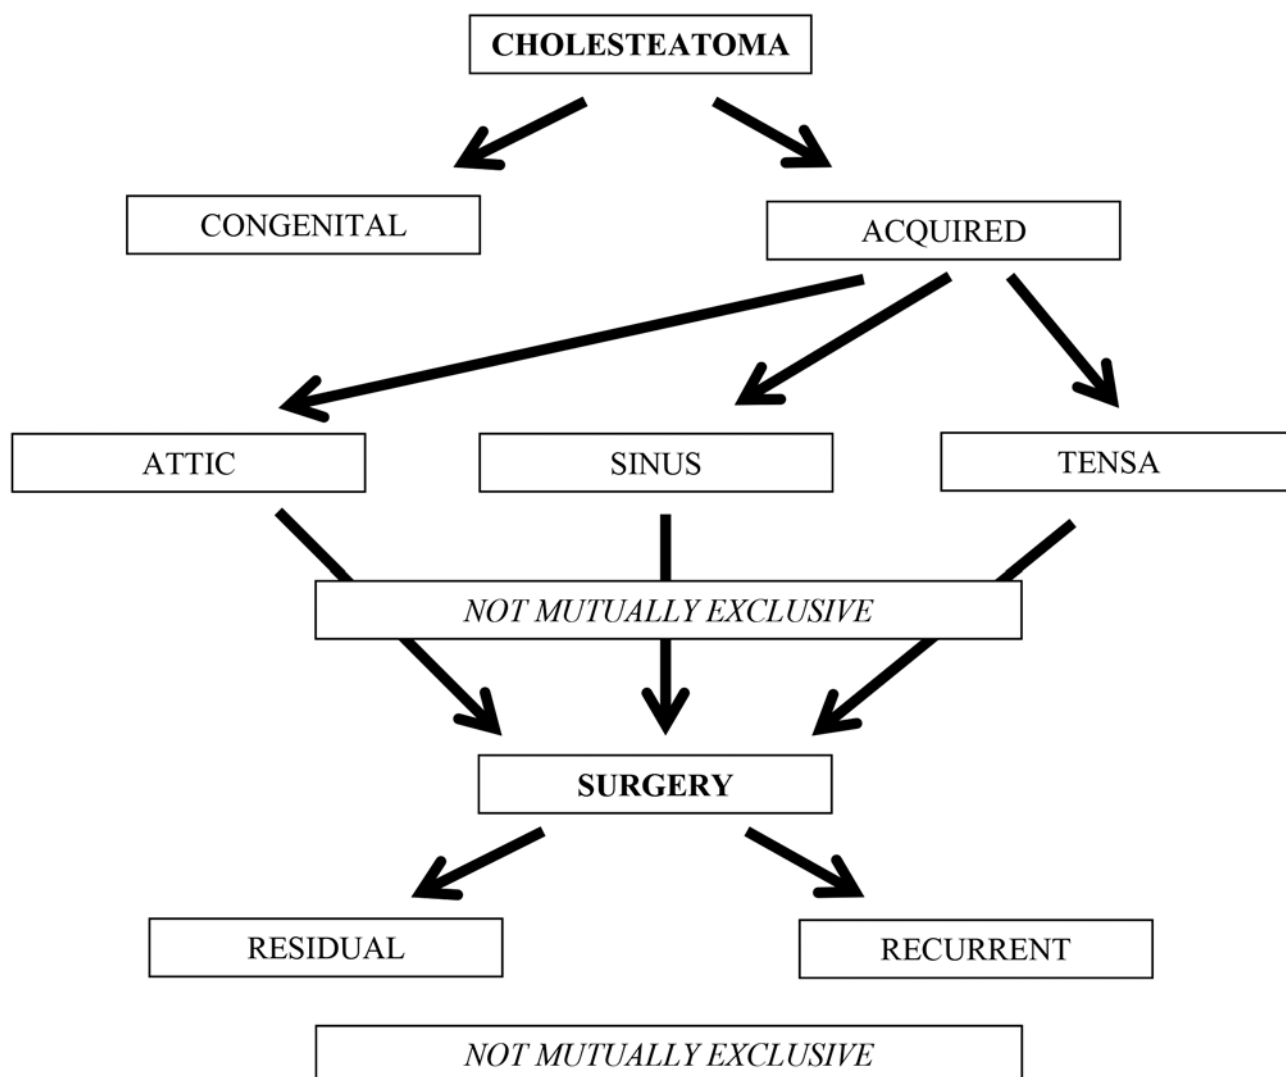 CHOLESTEATOMA
CONGENITAL
ACQUIRED
ATTIC
SINUS
TENSA
NOT MUTUALLY EXCLUSIVE
SURGERY
RESIDUAL
RECURRENT
NOT MUTUALLY EXCLUSIVE